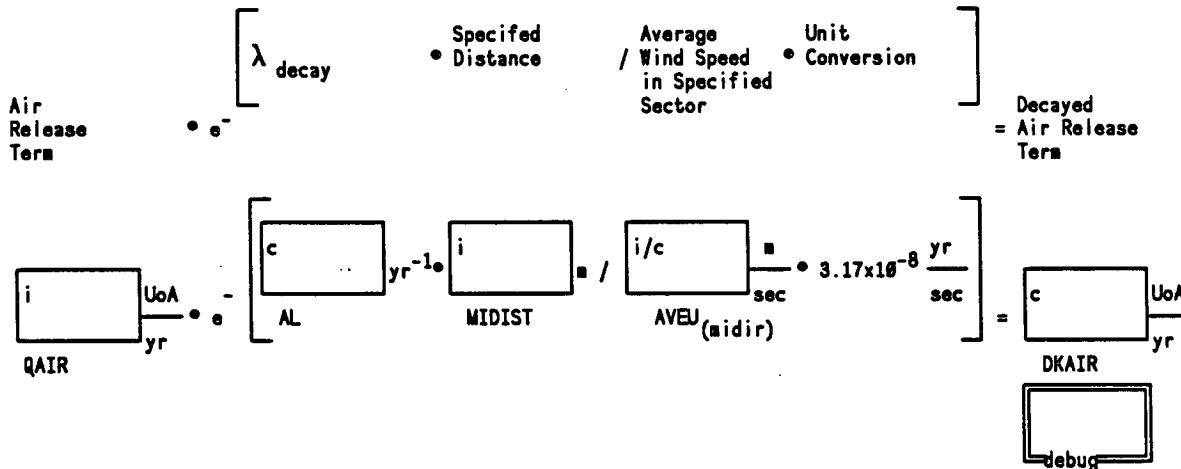 λ decay • Specifed Distance / Average Wind Speed in Specified Sector • Unit Conversion
Air Release Term • e- = Decayed Air Release Term
i UoA yr • e- c yr-1 • i m / i/c m sec • 3.17x10-8 yr sec = c UoA yr
QAIR AL MIDIST AVEU(midir) DKAIR
debug